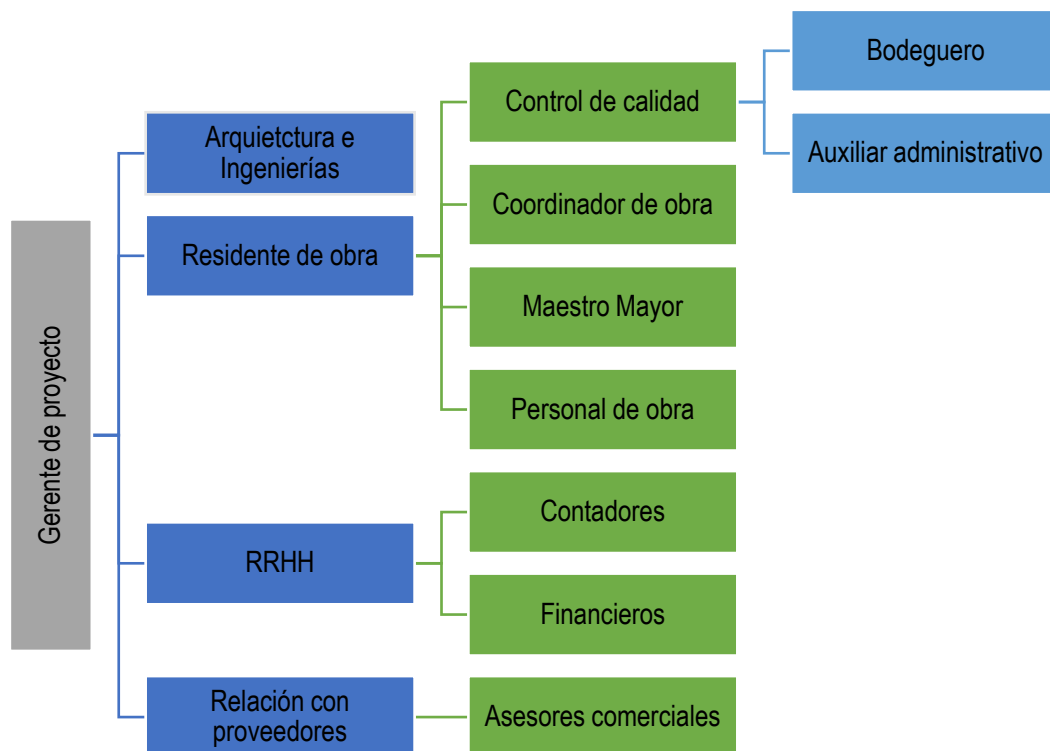 Gerente de proyecto
Arquietctura e
Ingenierías
Residente de obra
Control de calidad
Bodeguero
Auxiliar administrativo
Coordinador de obra
Maestro Mayor
Personal de obra
RRHH
Contadores
Financieros
Relación con
proveedores
Asesores comerciales